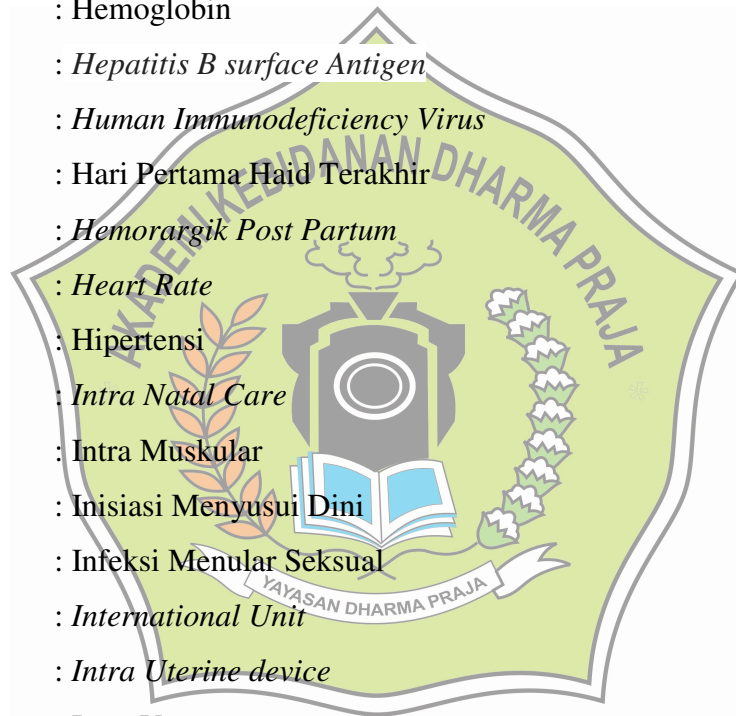 : Hemoglobin
: Hepatitis B surface Antigen
: Human Immunodeficiency Virus
: Hari Pertama Haid Terakhir
: Hemorargik Post Partum
: Heart Rate
: Hipertensi
: Intra Natal Care
: Intra Muskular
: Inisiasi Menyusui Dini
: Infeksi Menular Seksual
: International Unit
: Intra Uterine device
AKADEMI KEBIDANAN DHARMA PRAJA
YAYASAN DHARMA PRAJA